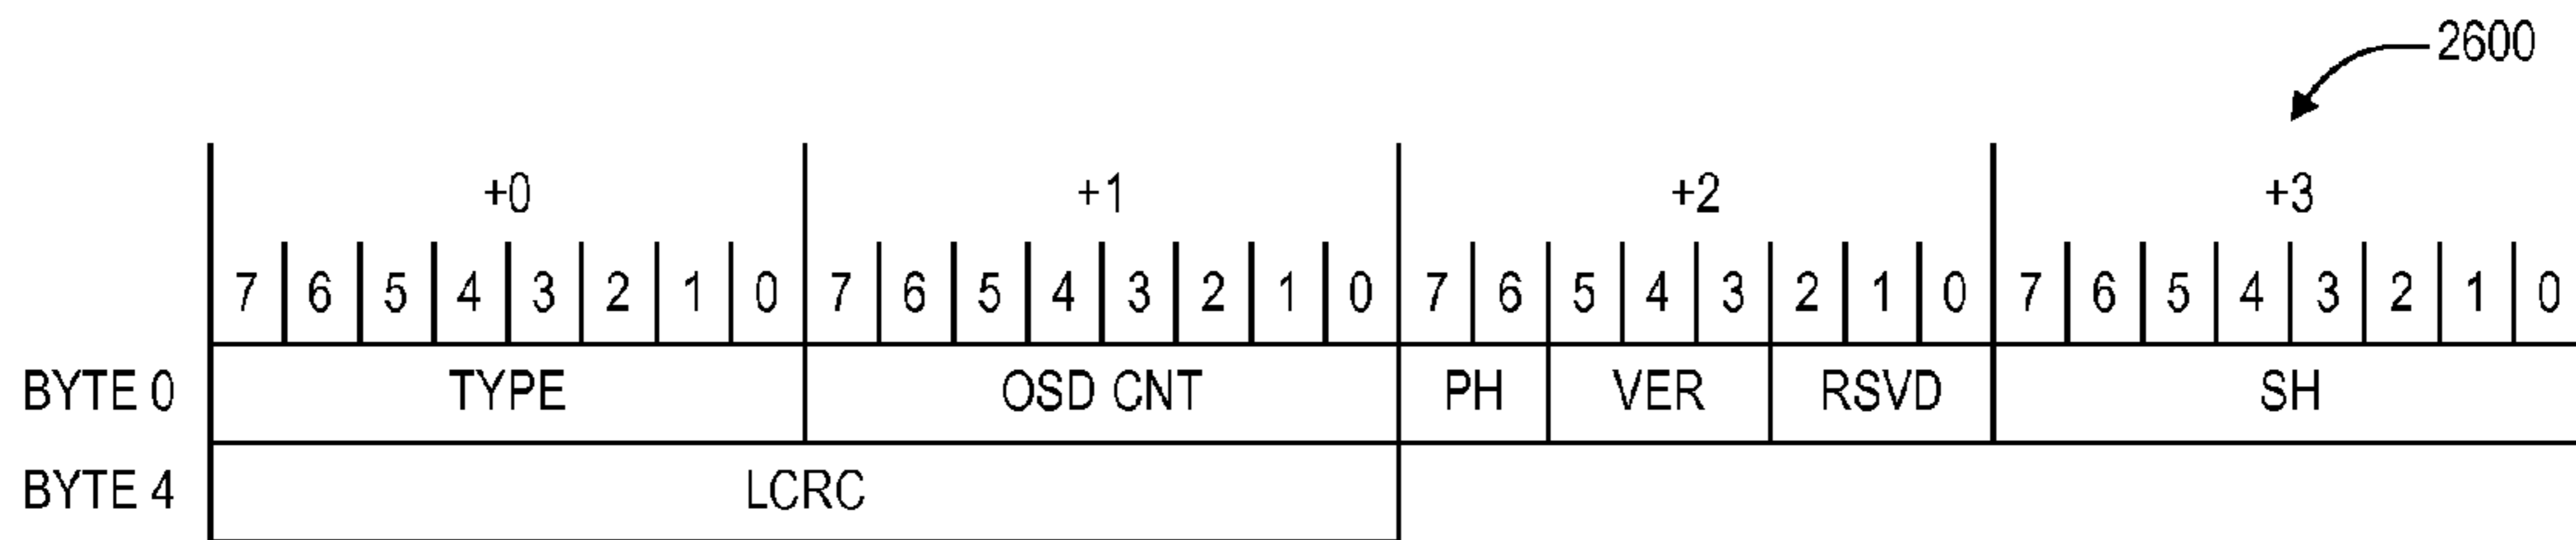 2600
+0 +1 +2 +3
7 6 5 4 3 2 1 0 7 6 5 4 3 2 1 0 7 6 5 4 3 2 1 0 7 6 5 4 3 2 1 0
BYTE 0 TYPE OSD CNT PH VER RSVD SH
BYTE 4 LCRC